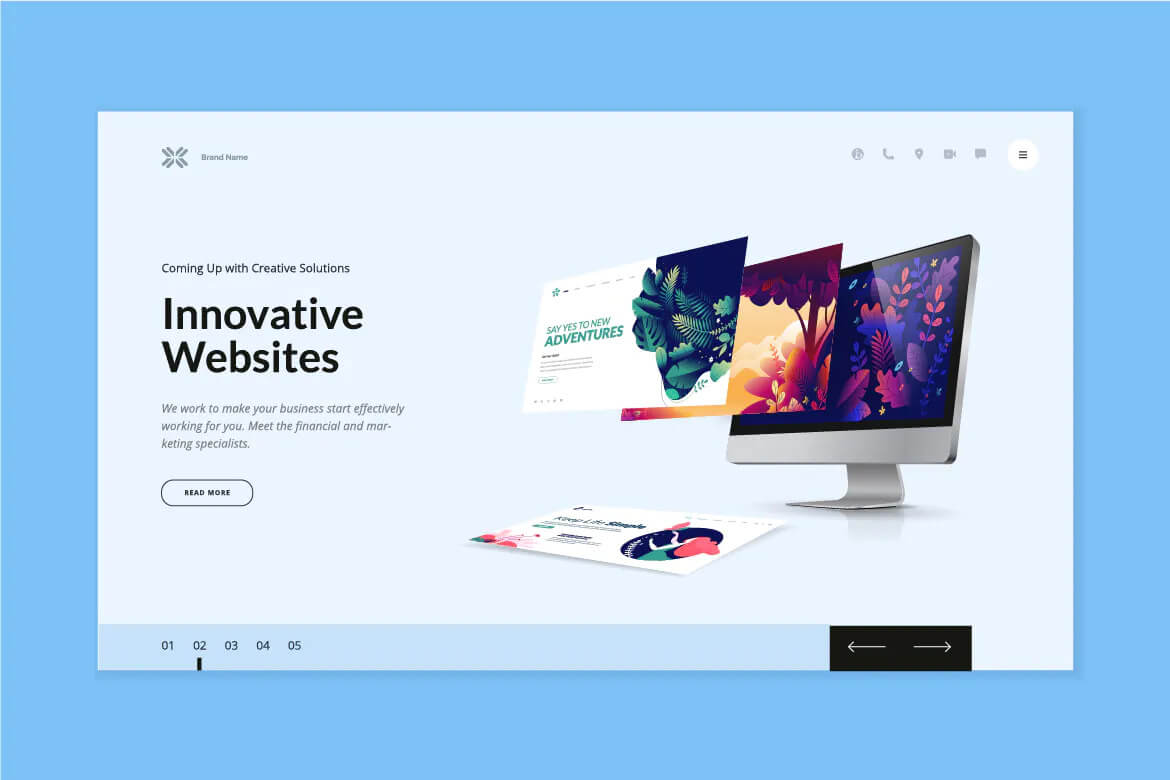 Brand Name
Coming Up with Creative Solutions
Innovative
Websites
We work to make your business start effectively
working for you. Meet the financial and mar-
keting specialists.
READ MORE
SAY YES TO NEW
ADVENTURES
Keep Life Simple
01 02 03 04 05